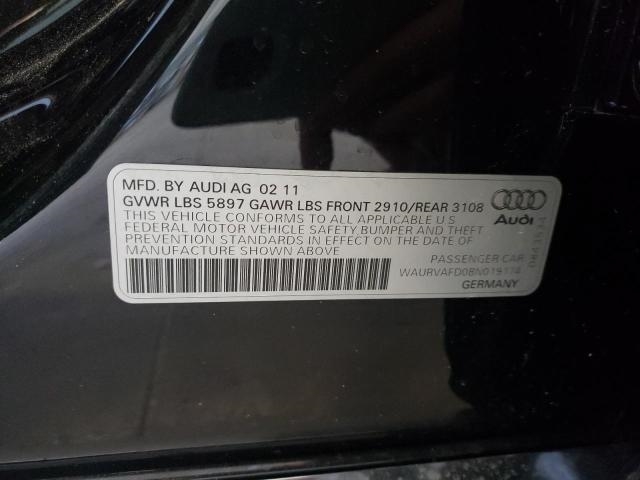 MFD. BY AUDI AG 02 11
GVWR LBS 5897 GAWR LBS FRONT 2910/REAR 3108
THIS VEHICLE CONFORMS TO ALL APPLICABLE U S
FEDERAL MOTOR VEHICLE SAFETY, BUMPER AND THEFT
PREVENTION STANDARDS IN EFFECT ON THE DATE OF
MANUFACTURE SHOWN ABOVE
Audi
PASSENGER CAR
WAURVAFD0BN019114
GERMANY